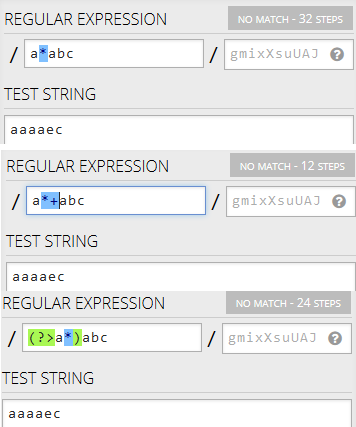 REGULAR EXPRESSION NO MATCH - 32 STEPS
/ a*abc / gmixXsuUAJ ?
TEST STRING
aaaaec
REGULAR EXPRESSION NO MATCH - 12 STEPS
/ a*+abc / gmixXsuUAJ ?
TEST STRING
aaaaec
REGULAR EXPRESSION NO MATCH - 24 STEPS
/ (?>a*)abc / gmixXsuUAJ ?
TEST STRING
aaaaec